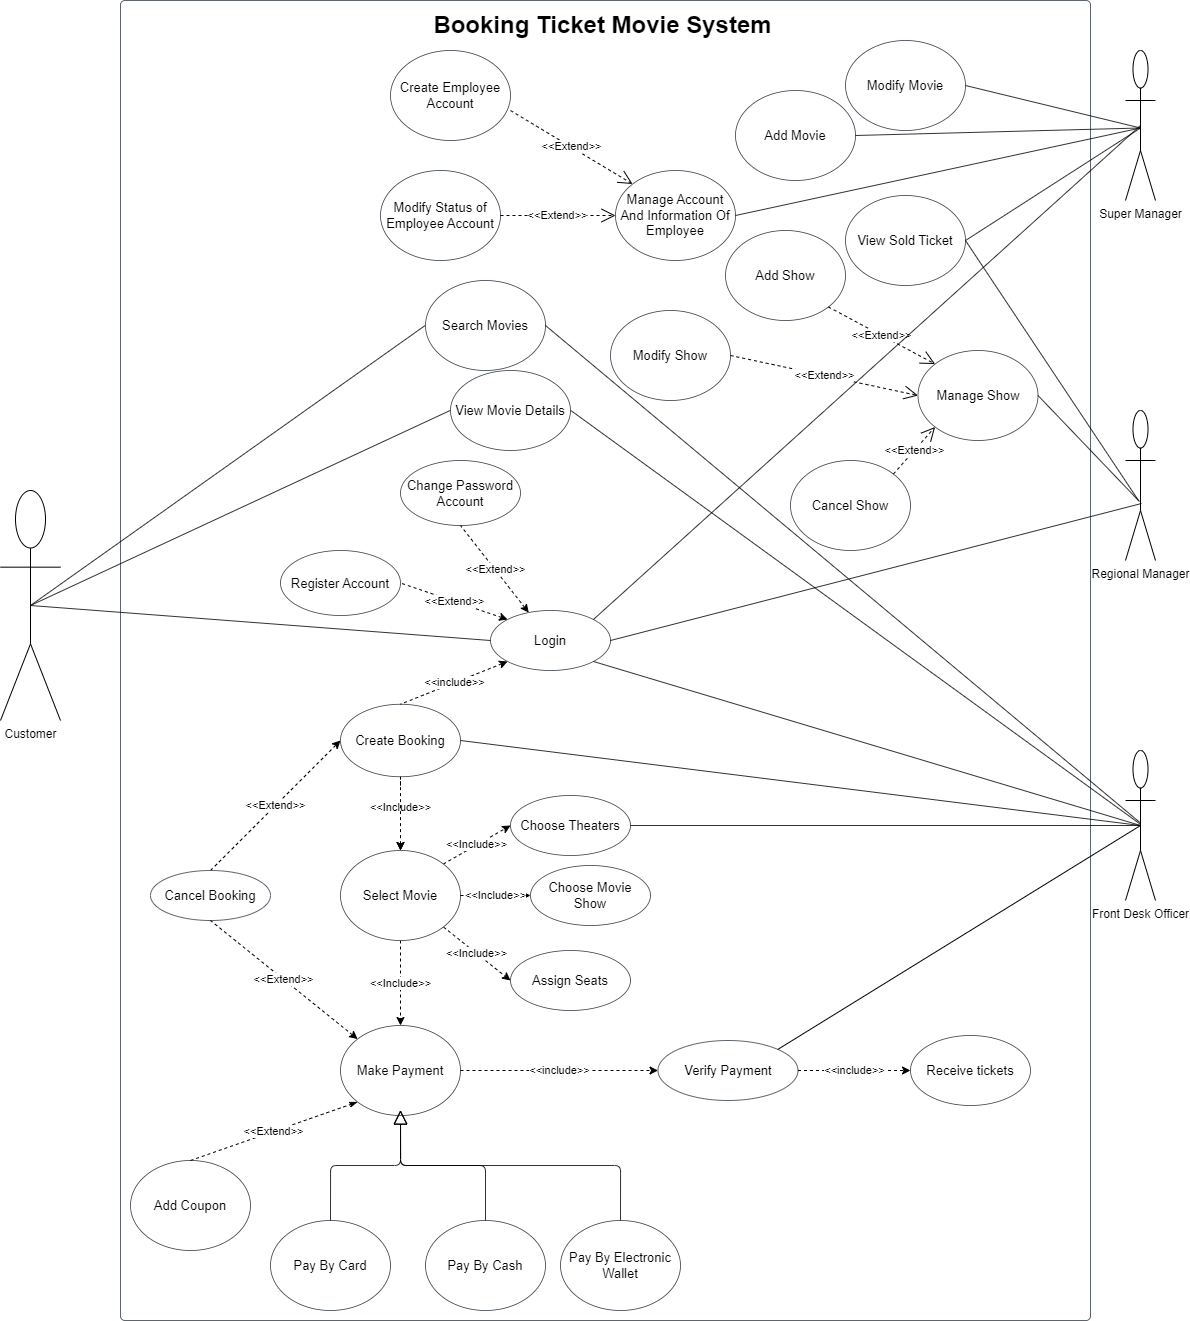 Booking Ticket Movie System
Create Employee
Account
Modify Movie
Add Movie
<<Extend>>
Super Manager
Modify Status of
Employee Account
<<Extend>>
Manage Account
And Information Of
Employee
View Sold Ticket
Add Show
Search Movies
<<Extend>>
Modify Show
<<Extend>>
Manage Show
View Movie Details
<<Extend>>
Change Password
Account
Cancel Show
<<Extend>>
Regional Manager
Register Account
<<Extend>>
Login
<<include>>
Customer
Create Booking
<<Extend>>
<<Include>>
Choose Theaters
<<Include>>
Cancel Booking
Select Movie
<<Include>>
Choose Movie
Show
Front Desk Officer
<<Include>>
<<Extend>>
<<Include>>
Assign Seats
Make Payment
<<include>>
Verify Payment
<<include>>
Receive tickets
<<Extend>>
Add Coupon
Pay By Card
Pay By Cash
Pay By Electronic
Wallet